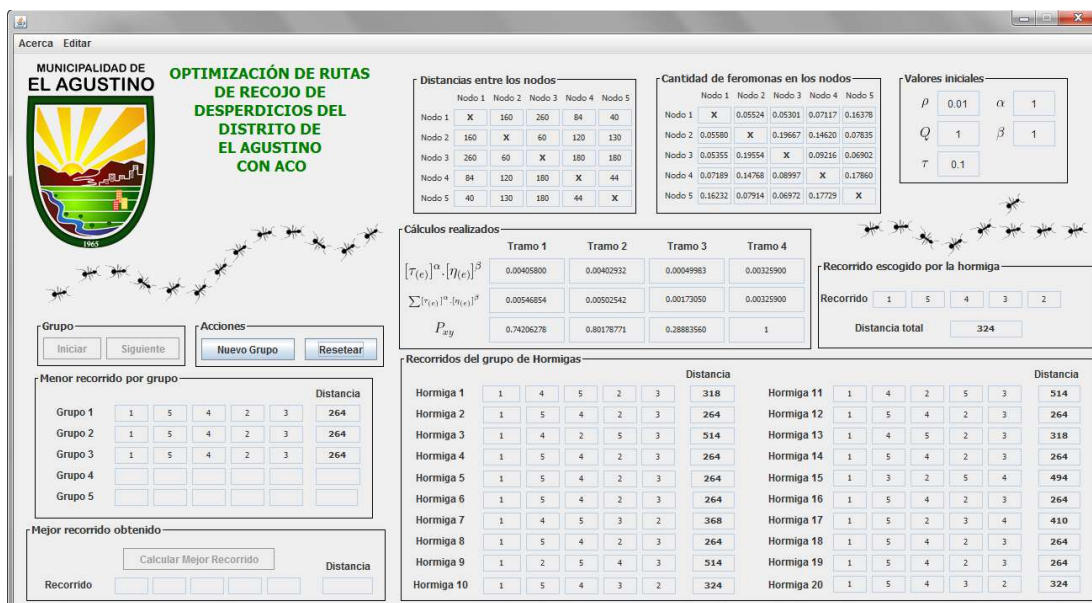 Acerca Editar
MUNICIPALIDAD DE
EL AGUSTINO
1965
OPTIMIZACIÓN DE RUTAS
DE RECOJO DE
DESPERDICIOS DEL
DISTRITO DE
EL AGUSTINO
CON ACO
Distancias entre los nodos
Nodo 1 Nodo 2 Nodo 3 Nodo 4 Nodo 5
Nodo 1 X 160 260 84 40
Nodo 2 160 X 60 120 130
Nodo 3 260 60 X 180 180
Nodo 4 84 120 180 X 44
Nodo 5 40 130 180 44 X
Cantidad de feromonas en los nodos
Nodo 1 Nodo 2 Nodo 3 Nodo 4 Nodo 5
Nodo 1 X 0.05524 0.05301 0.07117 0.16378
Nodo 2 0.05580 X 0.19667 0.14620 0.07835
Nodo 3 0.05355 0.19554 X 0.09216 0.06902
Nodo 4 0.07189 0.14768 0.08997 X 0.17860
Nodo 5 0.16232 0.07914 0.06972 0.17729 X
Valores iniciales
ρ 0.01 α 1
Q 1 β 1
τ 0.1
Cálculos realizados
Tramo 1 Tramo 2 Tramo 3 Tramo 4
[τ(e)]^α.[η(e)]^β 0.00405800 0.00402932 0.00049983 0.00325900
∑[τ(e)]^α.[η(e)]^β 0.00546854 0.00502542 0.00173050 0.00325900
Pxy 0.74206278 0.80178771 0.28883560 1
Recorrido escogido por la hormiga
Recorrido 1 5 4 3 2
Distancia total 324
Grupo
Iniciar Siguiente
Acciones
Nuevo Grupo Resetear
Menor recorrido por grupo
Distancia
Grupo 1 1 5 4 2 3 264
Grupo 2 1 5 4 2 3 264
Grupo 3 1 5 4 2 3 264
Grupo 4
Grupo 5
Mejor recorrido obtenido
Calcular Mejor Recorrido
Distancia
Recorrido
Recorridos del grupo de Hormigas
Distancia
Hormiga 1 1 4 5 2 3 318
Hormiga 2 1 5 4 2 3 264
Hormiga 3 1 4 2 5 3 514
Hormiga 4 1 5 4 2 3 264
Hormiga 5 1 5 4 2 3 264
Hormiga 6 1 5 4 2 3 264
Hormiga 7 1 4 5 3 2 368
Hormiga 8 1 5 4 2 3 264
Hormiga 9 1 2 5 4 3 514
Hormiga 10 1 5 4 3 2 324
Distancia
Hormiga 11 1 4 2 5 3 514
Hormiga 12 1 5 4 2 3 264
Hormiga 13 1 4 5 2 3 318
Hormiga 14 1 5 4 2 3 264
Hormiga 15 1 3 2 5 4 494
Hormiga 16 1 5 4 2 3 264
Hormiga 17 1 5 2 3 4 410
Hormiga 18 1 5 4 2 3 264
Hormiga 19 1 5 4 2 3 264
Hormiga 20 1 5 4 3 2 324